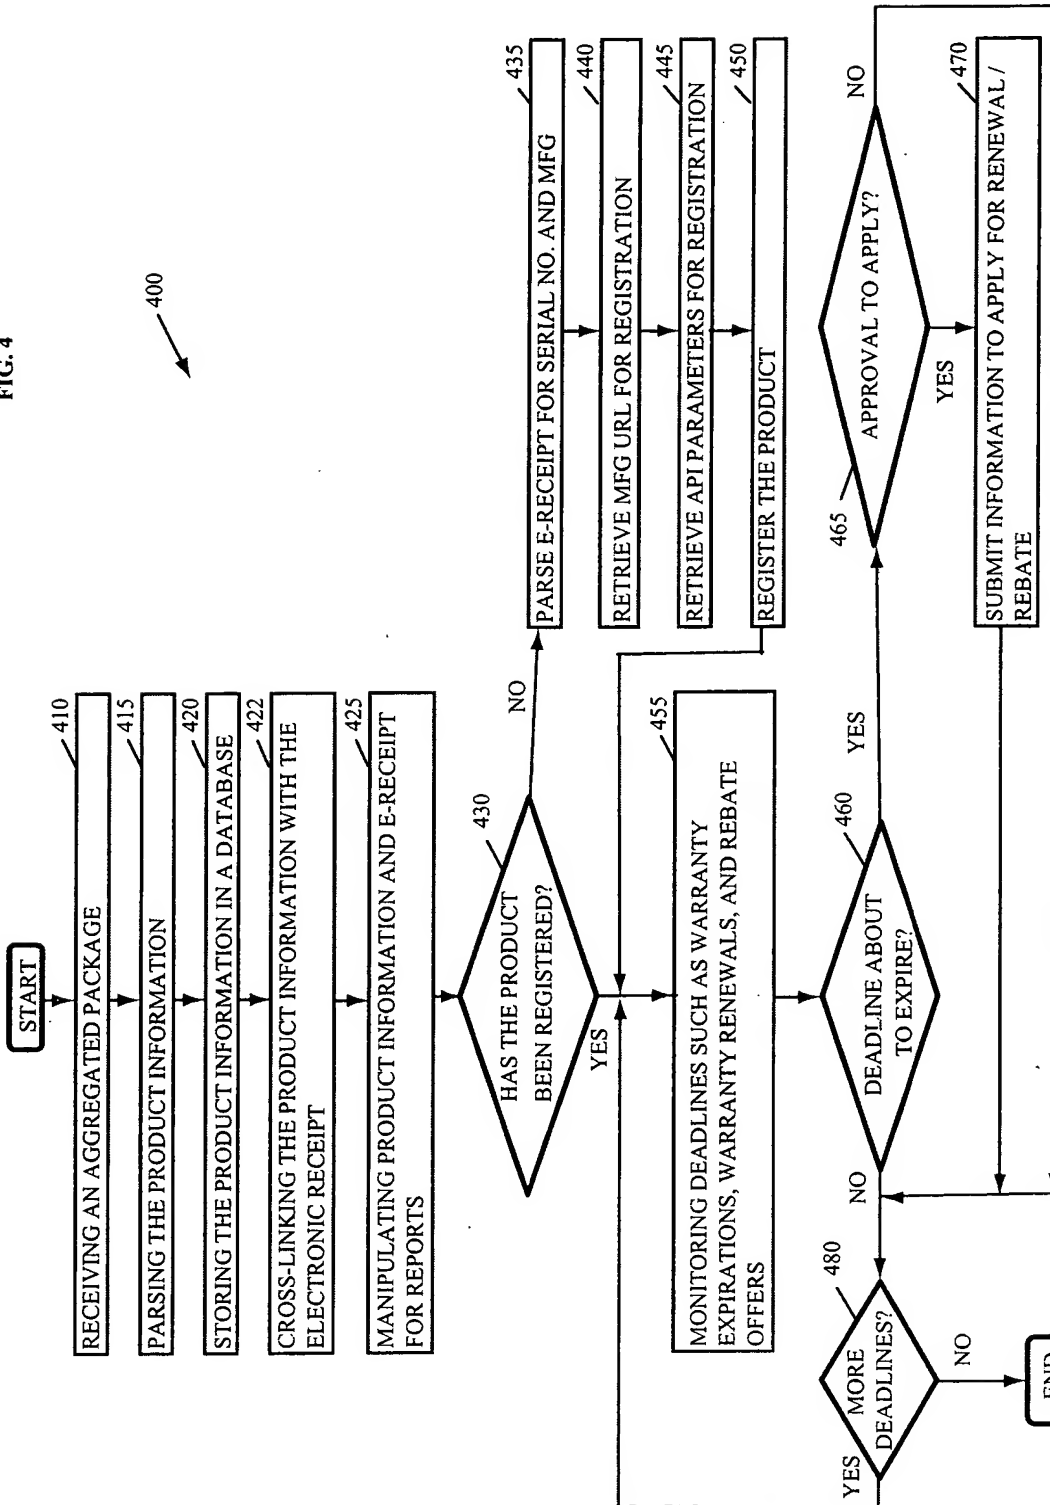 FIG. 4
400
START
410
RECEIVING AN AGGREGATED PACKAGE
415
PARSING THE PRODUCT INFORMATION
420
STORING THE PRODUCT INFORMATION IN A DATABASE
422
CROSS-LINKING THE PRODUCT INFORMATION WITH THE
ELECTRONIC RECEIPT
425
MANIPULATING PRODUCT INFORMATION AND E-RECEIPT
FOR REPORTS
430
HAS THE PRODUCT
BEEN REGISTERED?
NO
YES
435
PARSE E-RECEIPT FOR SERIAL NO. AND MFG
440
RETRIEVE MFG URL FOR REGISTRATION
445
RETRIEVE API PARAMETERS FOR REGISTRATION
450
REGISTER THE PRODUCT
455
MONITORING DEADLINES SUCH AS WARRANTY
EXPIRATIONS, WARRANTY RENEWALS, AND REBATE
OFFERS
460
DEADLINE ABOUT
TO EXPIRE?
YES
NO
465
APPROVAL TO APPLY?
NO
YES
470
SUBMIT INFORMATION TO APPLY FOR RENEWAL /
REBATE
480
MORE
DEADLINES?
YES
NO
END